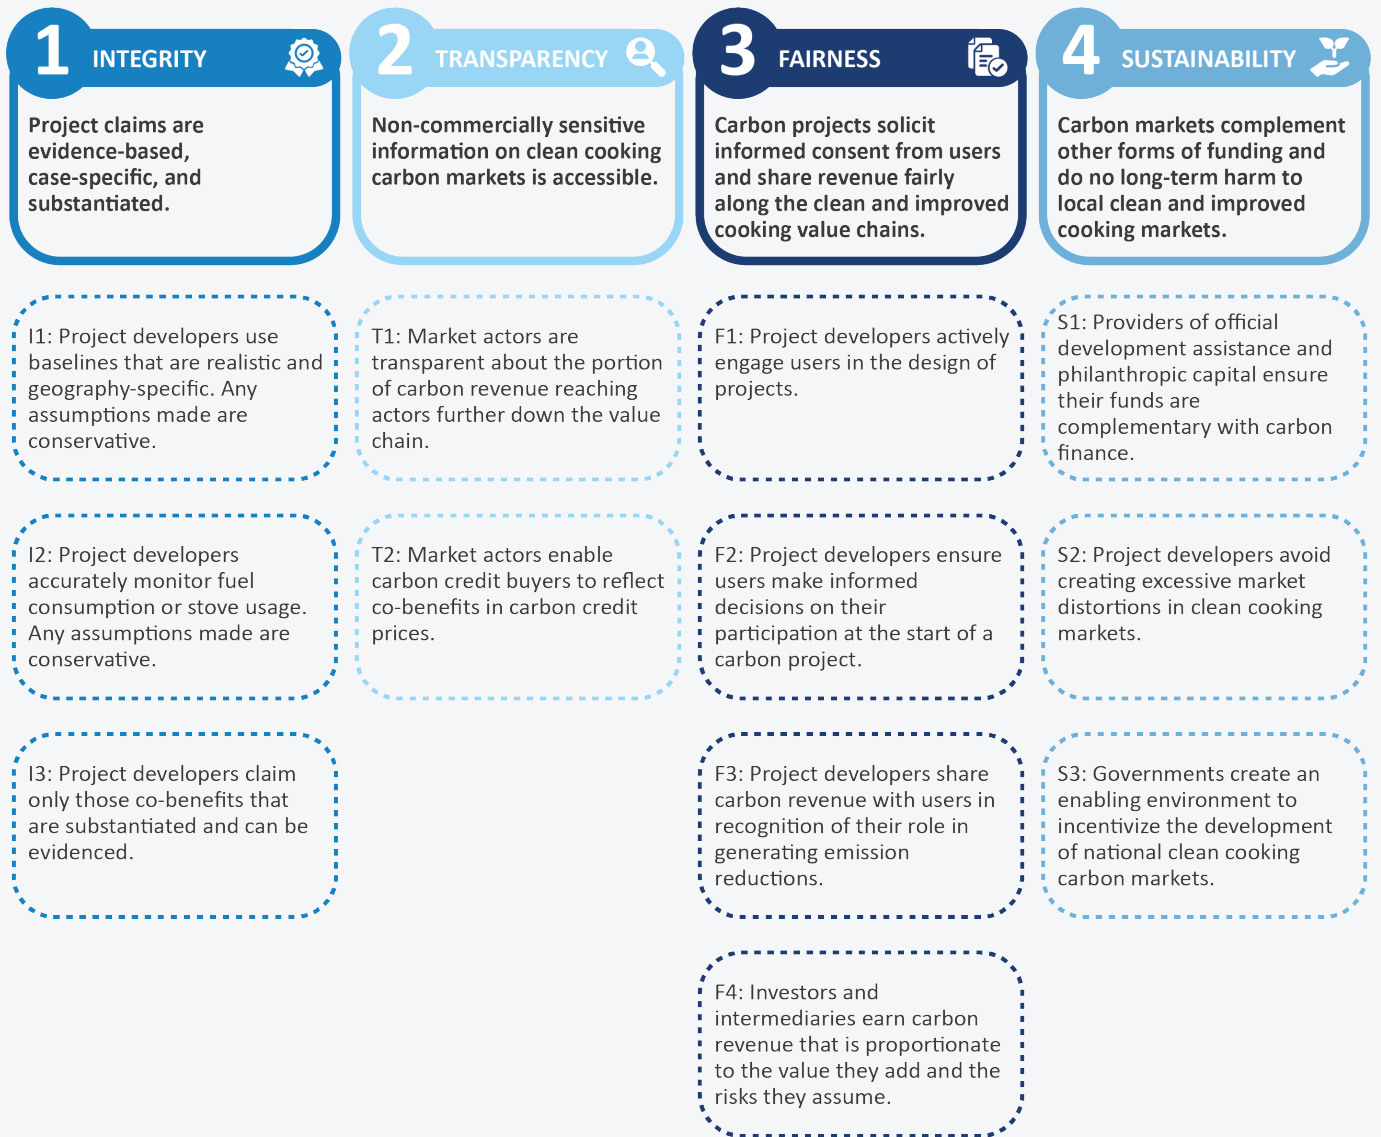 1 INTEGRITY
Project claims are
evidence-based,
case-specific, and
substantiated.
I1: Project developers use
baselines that are realistic and
geography-specific. Any
assumptions made are
conservative.
I2: Project developers
accurately monitor fuel
consumption or stove usage.
Any assumptions made are
conservative.
I3: Project developers claim
only those co-benefits that
are substantiated and can be
evidenced.
2 TRANSPARENCY
Non-commercially sensitive
information on clean cooking
carbon markets is accessible.
T1: Market actors are
transparent about the portion
of carbon revenue reaching
actors further down the value
chain.
T2: Market actors enable
carbon credit buyers to reflect
co-benefits in carbon credit
prices.
3 FAIRNESS
Carbon projects solicit
informed consent from users
and share revenue fairly
along the clean and improved
cooking value chains.
F1: Project developers actively
engage users in the design of
projects.
F2: Project developers ensure
users make informed
decisions on their
participation at the start of a
carbon project.
F3: Project developers share
carbon revenue with users in
recognition of their role in
generating emission
reductions.
F4: Investors and
intermediaries earn carbon
revenue that is proportionate
to the value they add and the
risks they assume.
4 SUSTAINABILITY
Carbon markets complement
other forms of funding and
do no long-term harm to
local clean and improved
cooking markets.
S1: Providers of official
development assistance and
philanthropic capital ensure
their funds are
complementary with carbon
finance.
S2: Project developers avoid
creating excessive market
distortions in clean cooking
markets.
S3: Governments create an
enabling environment to
incentivize the development
of national clean cooking
carbon markets.